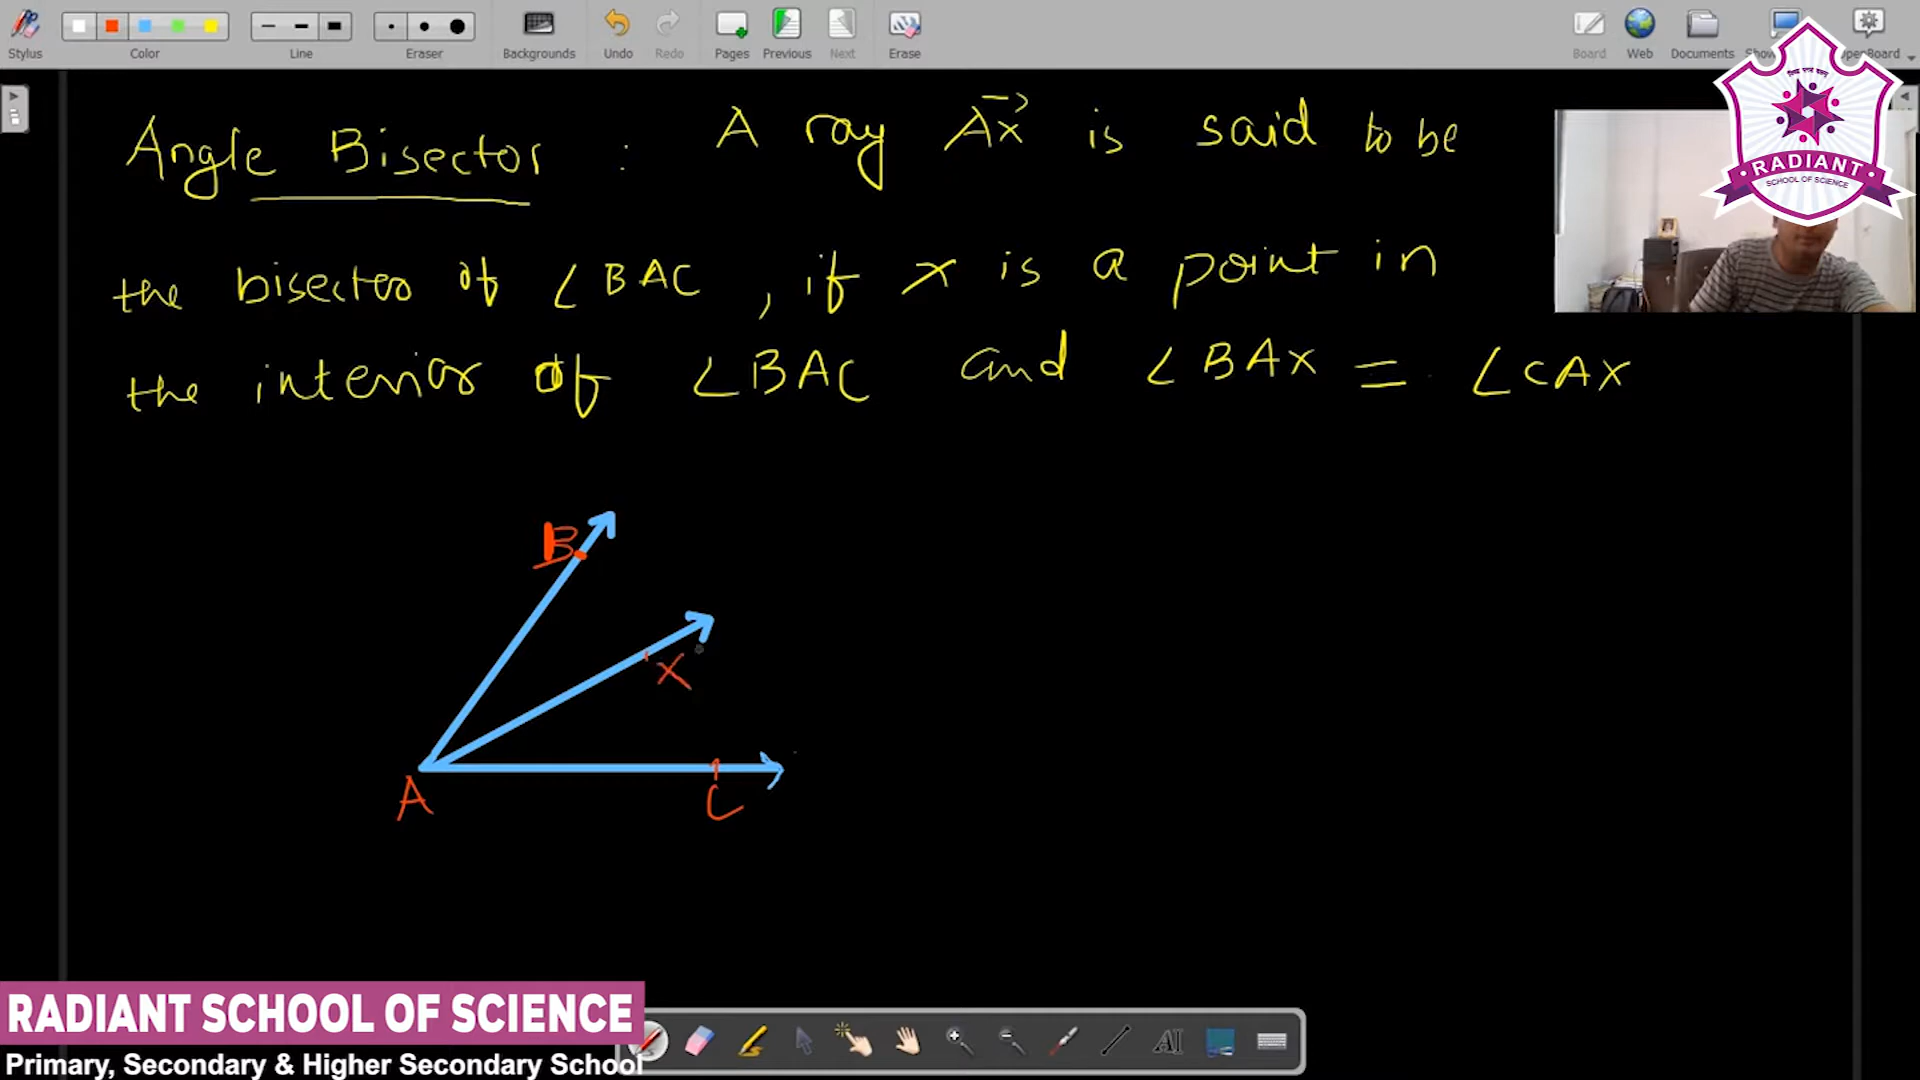 Stylus Color Line Eraser Backgrounds Undo Redo Pages Previous Next Erase Board Web Documents OpenBoard
RADIANT
SCHOOL OF SCIENCE
Angle Bisector : A ray AX is said to be
the bisector of ∠BAC, if X is a point in
the interior of ∠BAC and ∠BAX = ∠CAX
B
X
A
C
RADIANT SCHOOL OF SCIENCE
Primary, Secondary & Higher Secondary School
AI